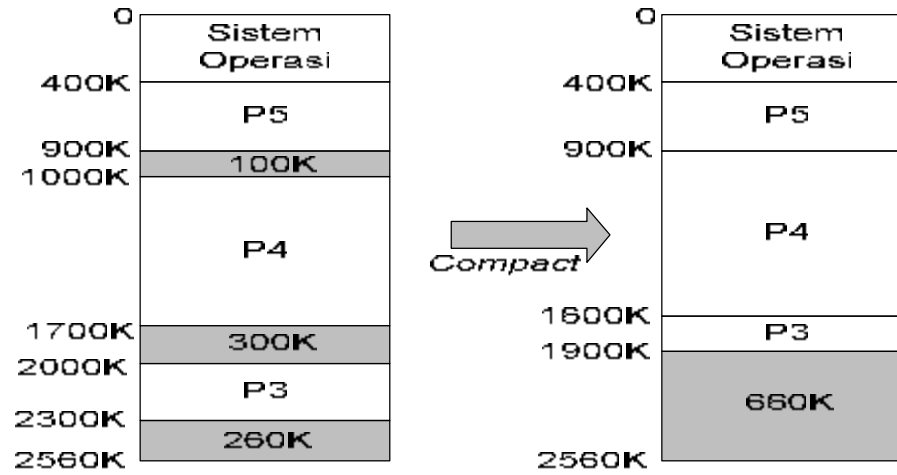 0
Sistem
Operasi
400K
P5
900K
100K
1000K
P4
1700K
300K
2000K
P3
2300K
260K
2560K
Compact
0
Sistem
Operasi
400K
P5
900K
P4
1600K
P3
1900K
660K
2560K